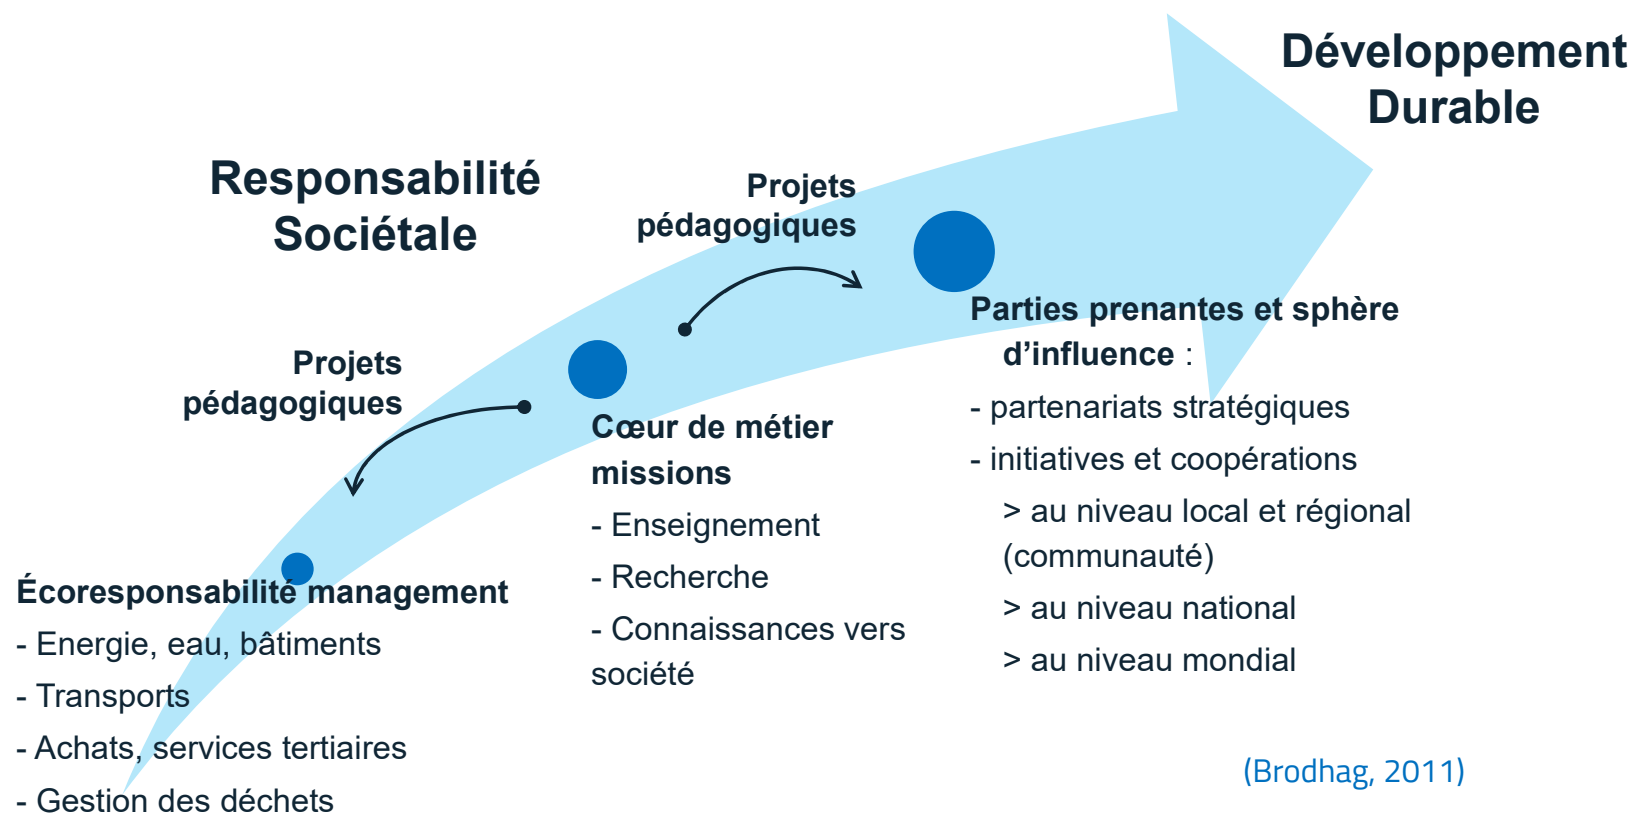 Développement
Durable
Responsabilité
Sociétale
Projets
pédagogiques
Projets
pédagogiques
Écoresponsabilité management
- Energie, eau, bâtiments
- Transports
- Achats, services tertiaires
- Gestion des déchets
Cœur de métier
missions
- Enseignement
- Recherche
- Connaissances vers
société
Parties prenantes et sphère
d’influence :
- partenariats stratégiques
- initiatives et coopérations
> au niveau local et régional
(communauté)
> au niveau national
> au niveau mondial
(Brodhag, 2011)